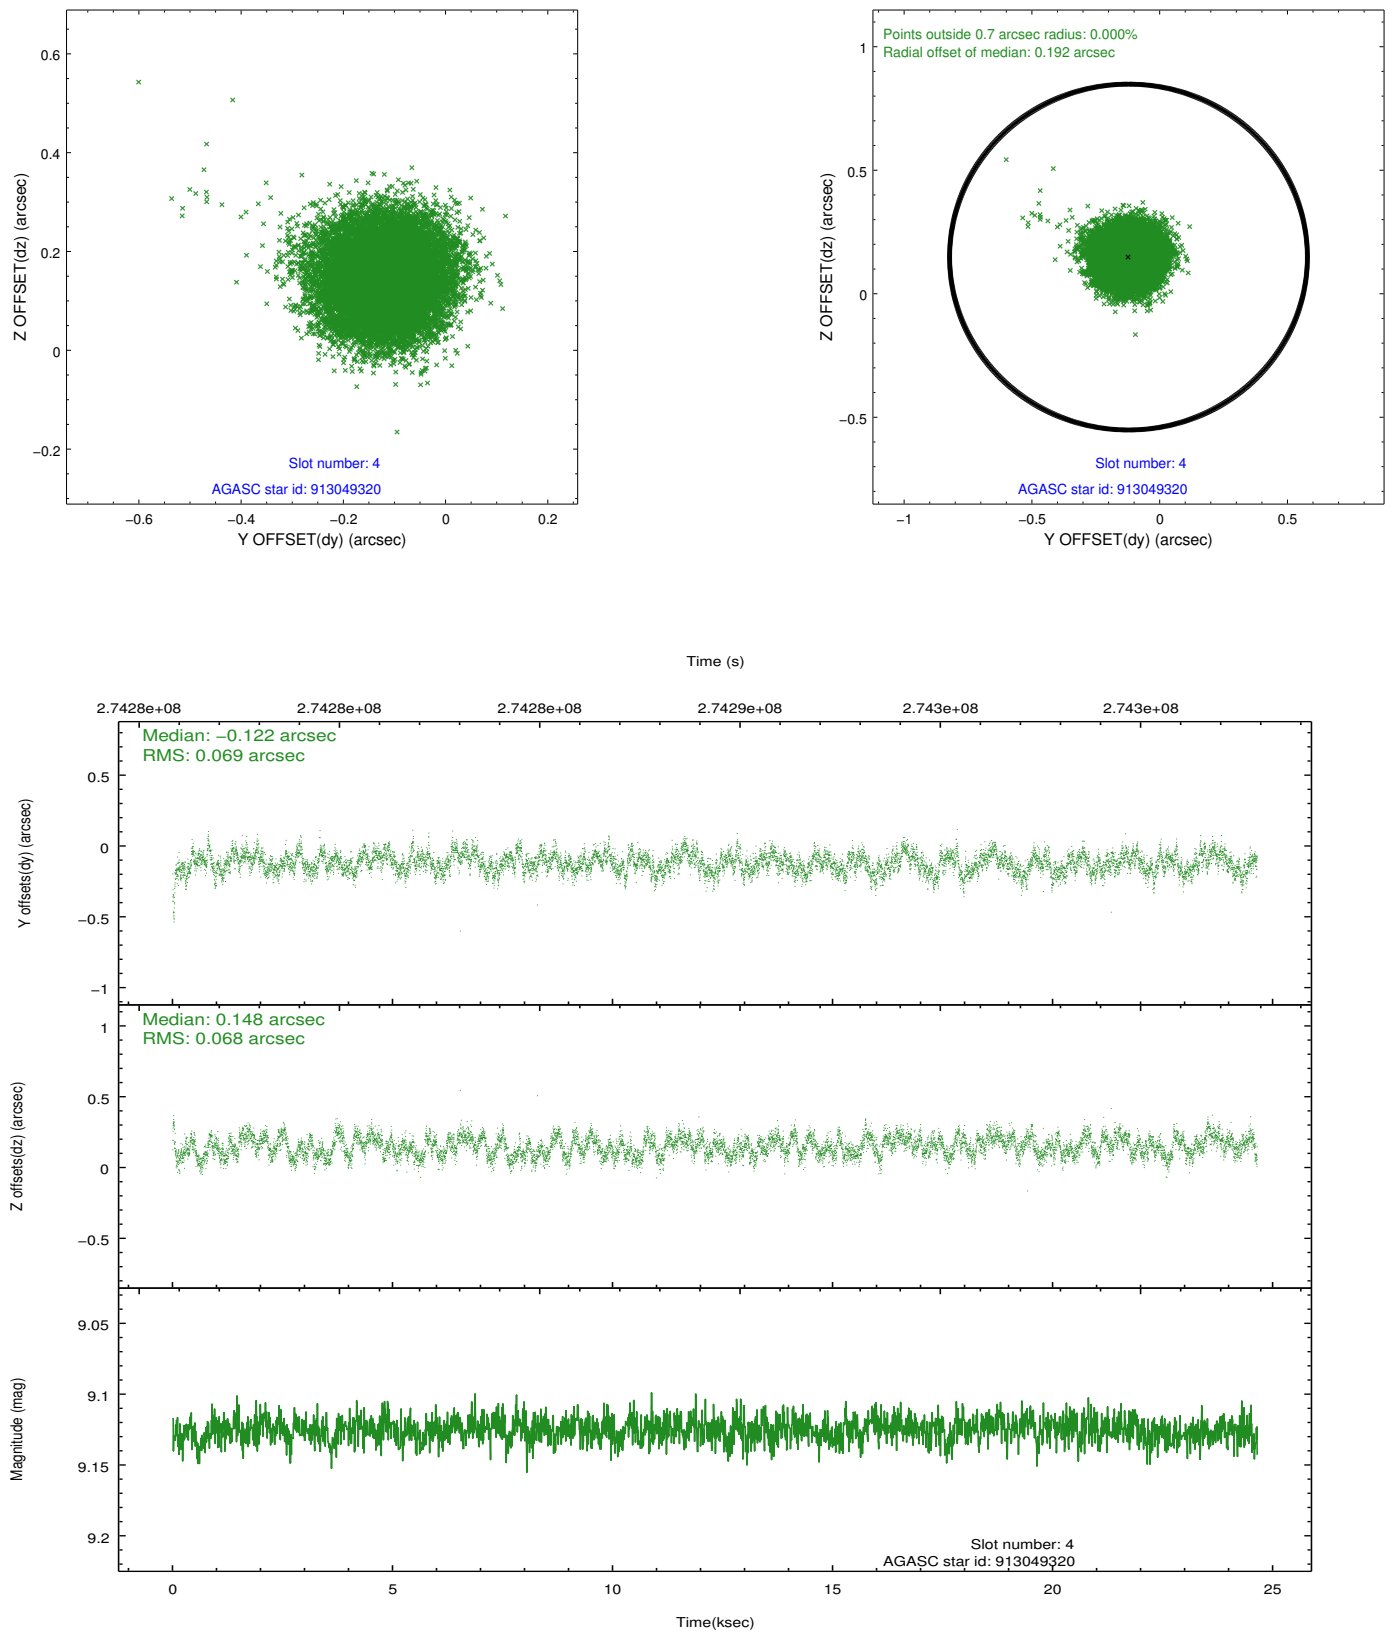 0.6
0.4
0.2
0
−0.2
Z OFFSET(dz) (arcsec)
Slot number: 4
AGASC star id: 913049320
−0.6 −0.4 −0.2 0 0.2
Y OFFSET(dy) (arcsec)
Points outside 0.7 arcsec radius: 0.000%
Radial offset of median: 0.192 arcsec
1
0.5
0
−0.5
Z OFFSET(dz) (arcsec)
Slot number: 4
AGASC star id: 913049320
−1 −0.5 0 0.5
Y OFFSET(dy) (arcsec)
Time (s)
2.7428e+08 2.7428e+08 2.7428e+08 2.7429e+08 2.743e+08 2.743e+08
Median: −0.122 arcsec
RMS: 0.069 arcsec
0.5
0
−0.5
−1
Y offsets(dy) (arcsec)
Median: 0.148 arcsec
RMS: 0.068 arcsec
1
0.5
0
−0.5
Z offsets(dz) (arcsec)
9.05
9.1
9.15
9.2
Magnitude (mag)
Slot number: 4
AGASC star id: 913049320
0 5 10 15 20 25
Time(ksec)